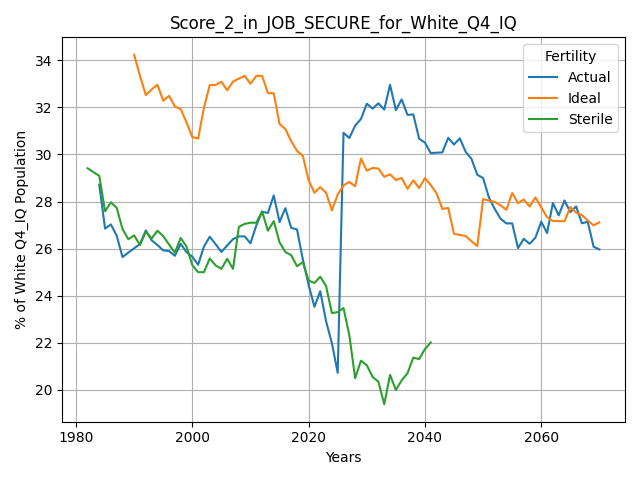 Score_2_in_JOB_SECURE_for_White_Q4_IQ
% of White Q4_IQ Population
34
32
30
28
26
24
22
20
Fertility
Actual
Ideal
Sterile
1980
2000
2020
2040
2060
Years